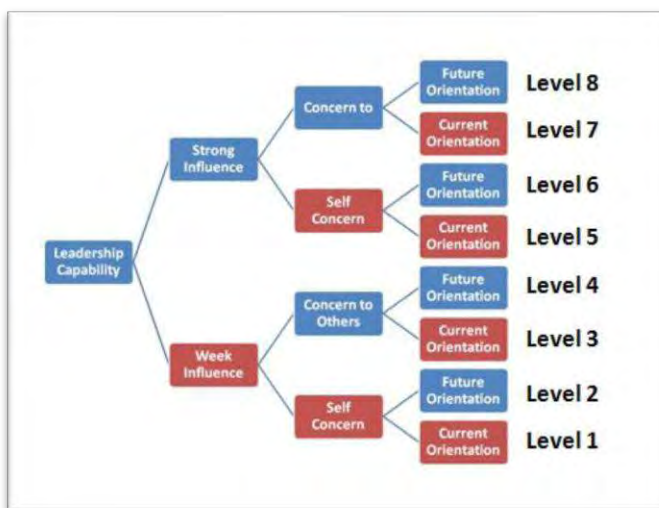 Future
Orientation
Level 8
Concern to
Current
Orientation
Level 7
Strong
Influence
Future
Orientation
Level 6
Self
Concern
Current
Orientation
Level 5
Leadership
Capability
Future
Orientation
Level 4
Concern to
Others
Current
Orientation
Level 3
Week
Influence
Future
Orientation
Level 2
Self
Concern
Current
Orientation
Level 1